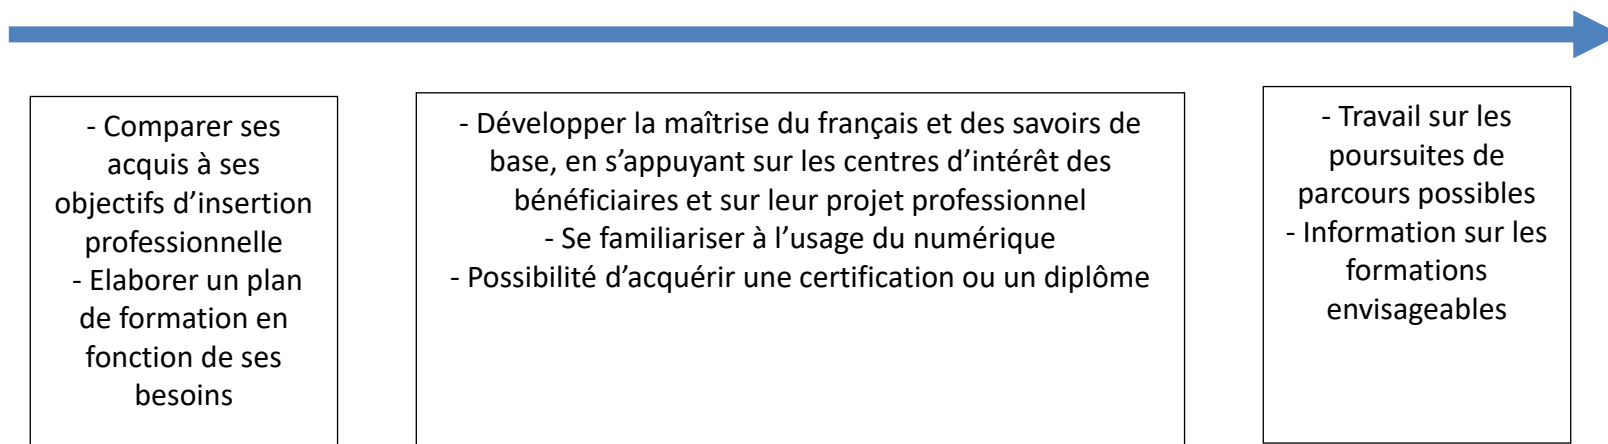 - Comparer ses
acquis à ses
objectifs d’insertion
professionnelle
- Elaborer un plan
de formation en
fonction de ses
besoins
- Développer la maîtrise du français et des savoirs de
base, en s’appuyant sur les centres d’intérêt des
bénéficiaires et sur leur projet professionnel
- Se familiariser à l’usage du numérique
- Possibilité d’acquérir une certification ou un diplôme
- Travail sur les
poursuites de
parcours possibles
- Information sur les
formations
envisageables